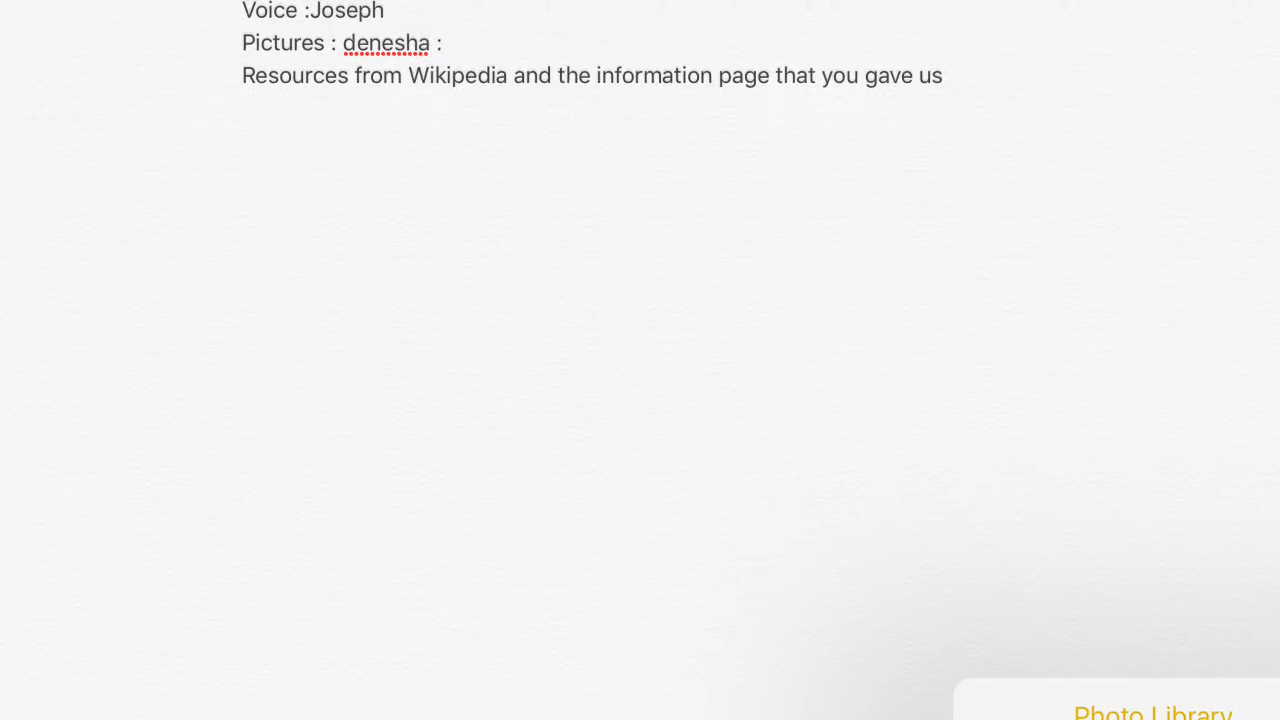 Voice :Joseph
Pictures : denesha :
Resources from Wikipedia and the information page that you gave us
Photo Library